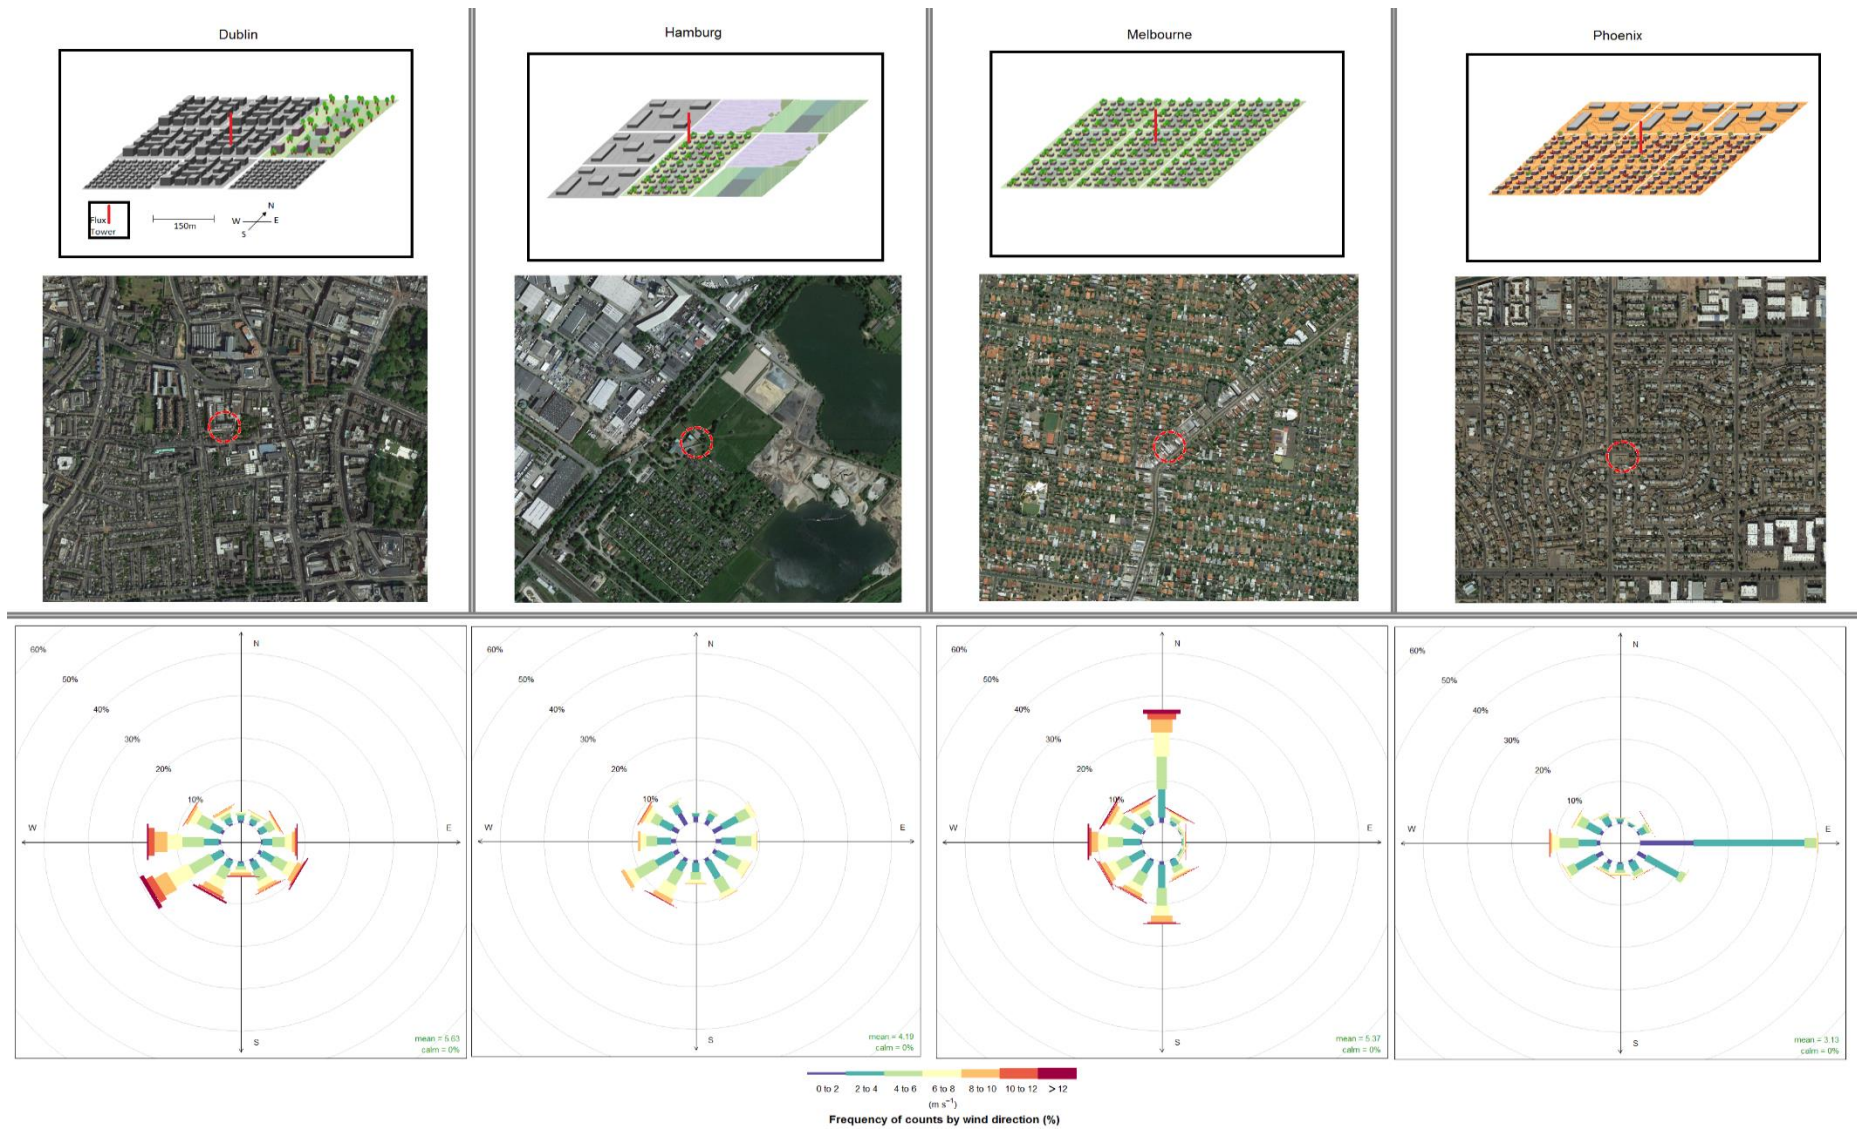 Dublin
Hamburg
Melbourne
Phoenix
Flux
Tower
150m
N
W E
S
60%
50%
40%
30%
20%
10%
N
W
E
S
mean = 5.63
calm = 0%
60%
50%
40%
30%
20%
10%
N
W
E
S
mean = 4.19
calm = 0%
60%
50%
40%
30%
20%
10%
N
W
E
S
mean = 5.37
calm = 0%
60%
50%
40%
30%
20%
10%
N
W
E
S
mean = 3.13
calm = 0%
0 to 2 2 to 4 4 to 6 6 to 8 8 to 10 10 to 12 >12
(m s⁻¹)
Frequency of counts by wind direction (%)